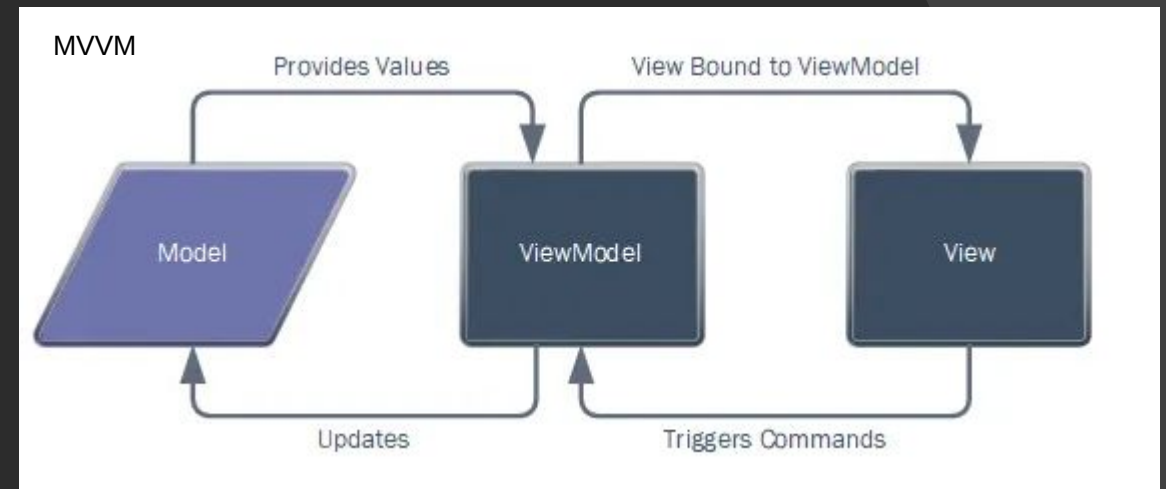 MVVM
Provides Values
View Bound to ViewModel
Model
ViewModel
View
Updates
Triggers Commands